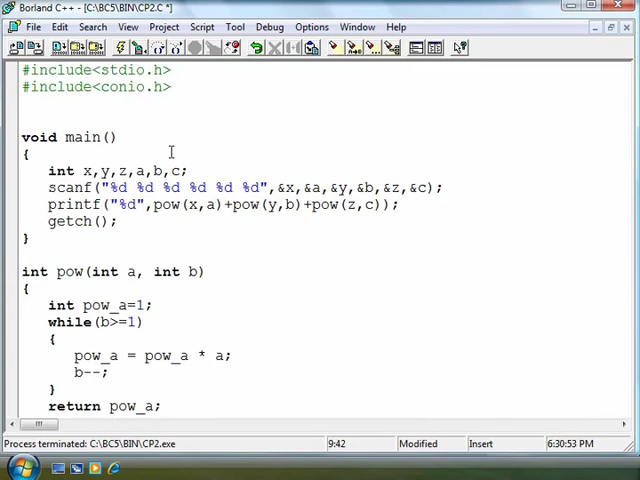 Borland C++ - [C:\BC5\BIN\CP2.C *]
File Edit Search View Project Script Tool Debug Options Window Help
#include<stdio.h>
#include<conio.h>
void main()
{
int x,y,z,a,b,c;
scanf("%d %d %d %d %d %d",&x,&a,&y,&b,&z,&c);
printf("%d",pow(x,a)+pow(y,b)+pow(z,c));
getch();
}
int pow(int a, int b)
{
int pow_a=1;
while(b>=1)
{
pow_a = pow_a * a;
b--;
}
return pow_a;
Process terminated: C:\BC5\BIN\CP2.exe 9:42 Modified Insert 6:30:53 PM